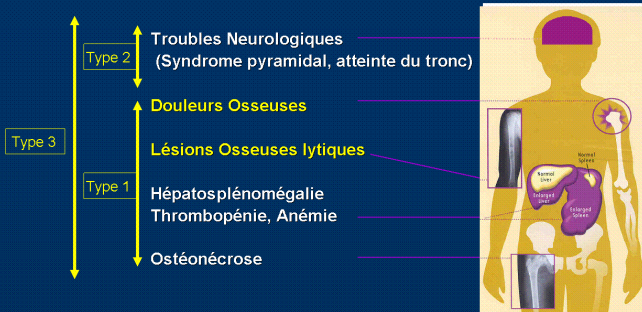 Troubles Neurologiques
(Syndrome pyramidal, atteinte du tronc)
Type 2
Douleurs Osseuses
Type 3
Lésions Osseuses lytiques
Type 1
Hépatosplénomégalie
Thrombopénie, Anémie
Ostéonécrose
Normal
Spleen
Normal
Liver
Enlarged
Liver
Enlarged
Spleen